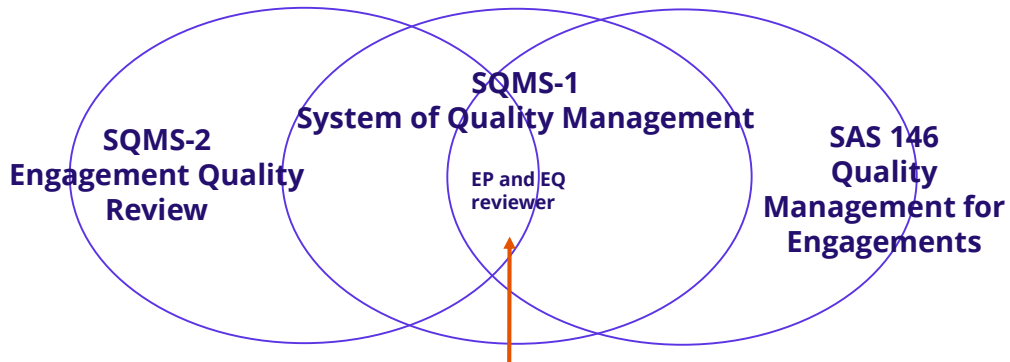 SQMS-1
System of Quality Management
SQMS-2
Engagement Quality
Review
EP and EQ
reviewer
SAS 146
Quality
Management for
Engagements